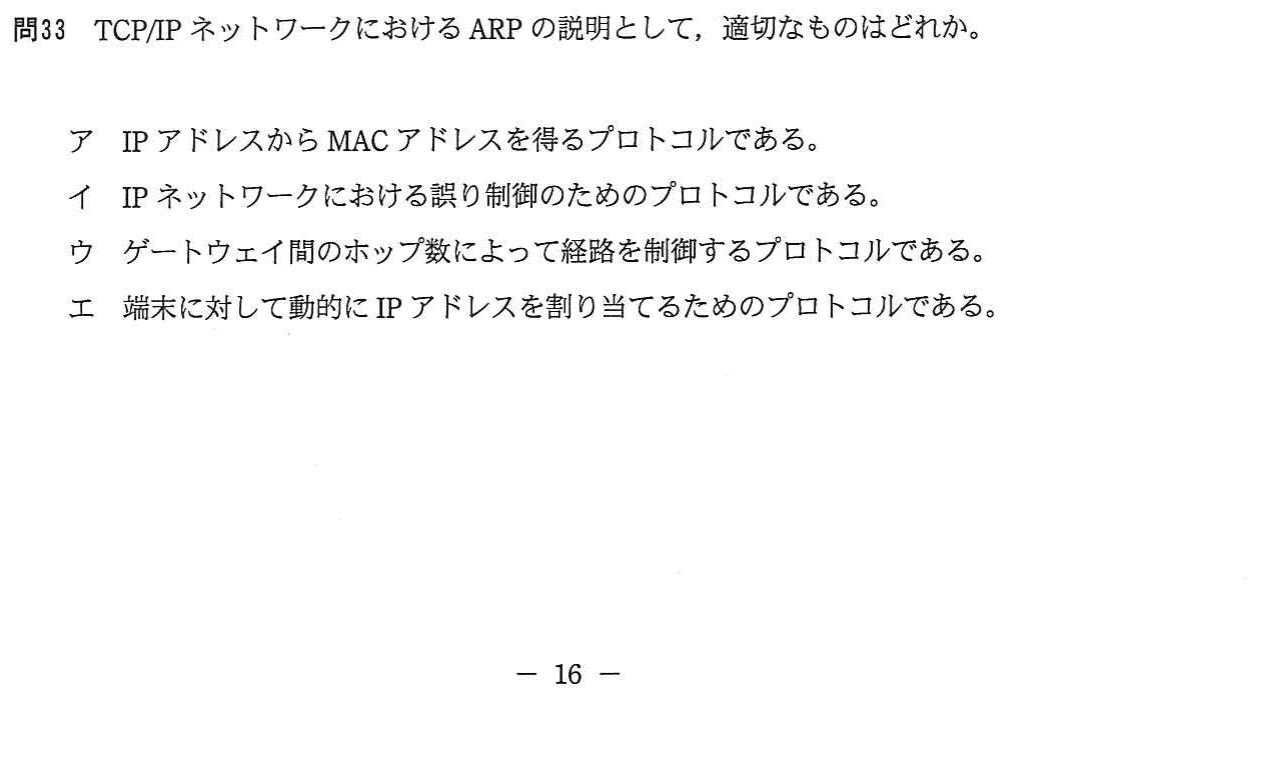 問33 TCP/IP ネットワークにおける ARP の説明として，適切なものはどれか。
ア IP アドレスから MAC アドレスを得るプロトコルである。
イ IP ネットワークにおける誤り制御のためのプロトコルである。
ウ ゲートウェイ間のホップ数によって経路を制御するプロトコルである。
エ 端末に対して動的に IP アドレスを割り当てるためのプロトコルである。
－ 16 －